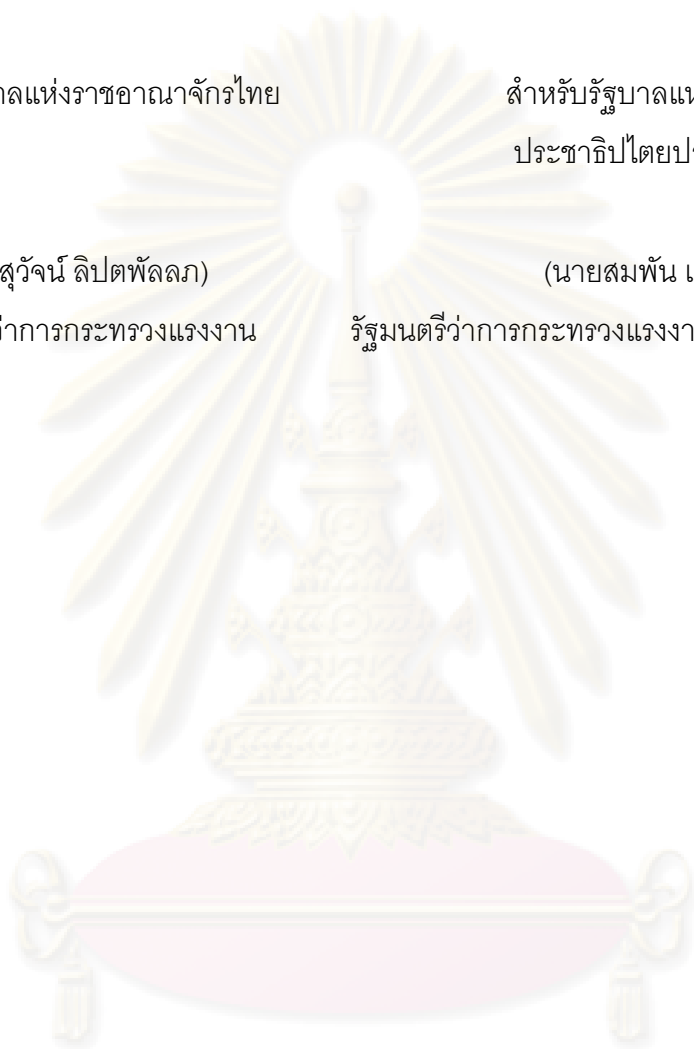 าลแห่งราชอาณาจักรไทย สำหรับรัฐบาลแห
ประชาธิปไตยปร
สุวัจน์ ลิปตพัลลภ) (นายสมพัน เ
ว่าการกระทรวงแรงงาน รัฐมนตรีว่าการกระทรวงแรงงา